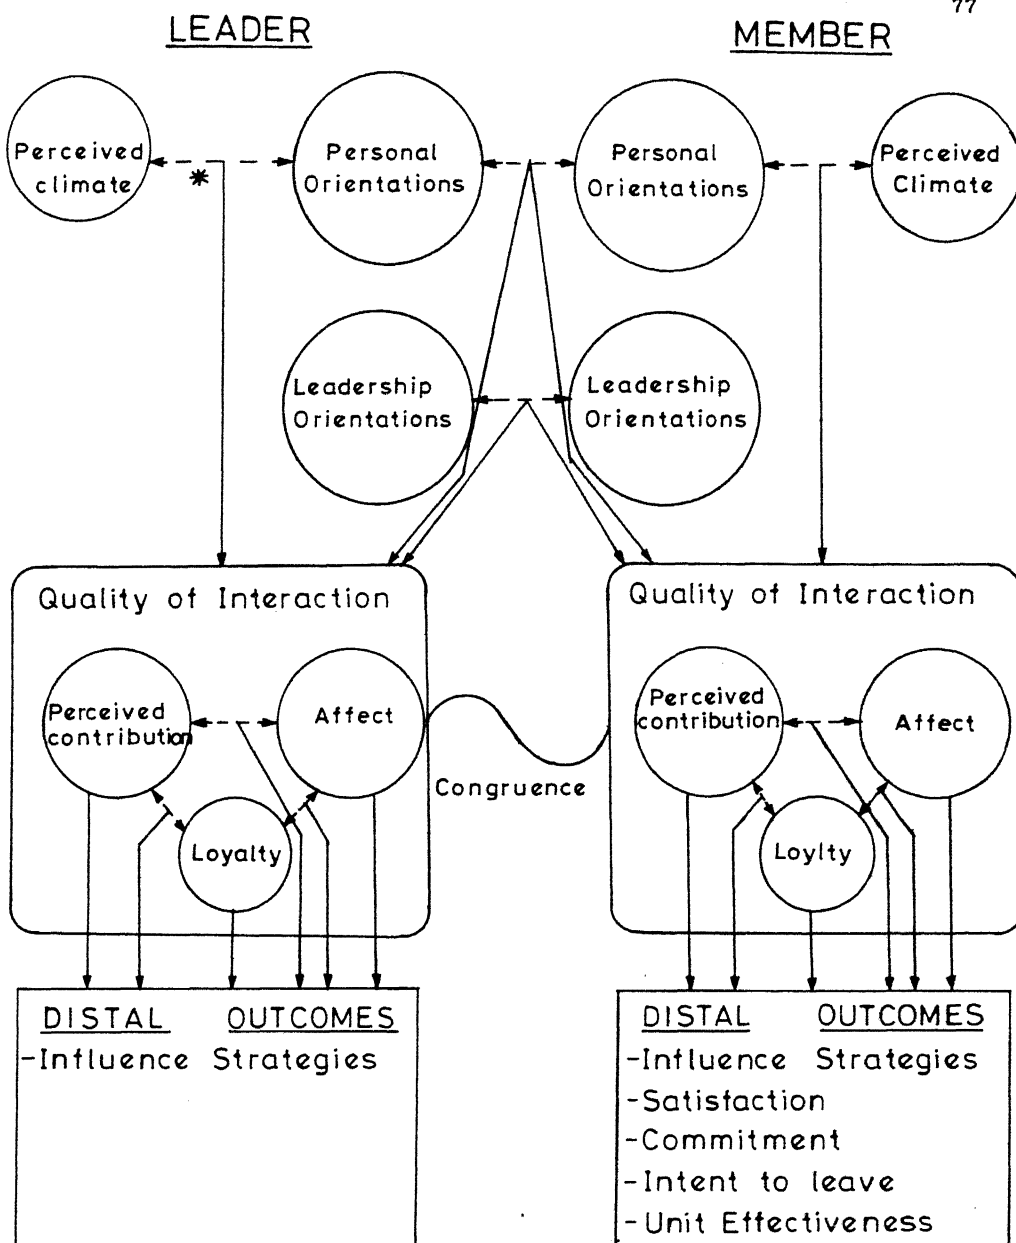 77
LEADER
MEMBER
Perceived
climate
*
Personal
Orientations
Personal
Orientations
Perceived
Climate
Leadership
Orientations
Leadership
Orientations
Quality of Interaction
Perceived
contribution
Affect
Loyalty
Congruence
Quality of Interaction
Perceived
contribution
Affect
Loylty
DISTAL OUTCOMES
-Influence Strategies
DISTAL OUTCOMES
-Influence Strategies
-Satisfaction
-Commitment
-Intent to leave
-Unit Effectiveness